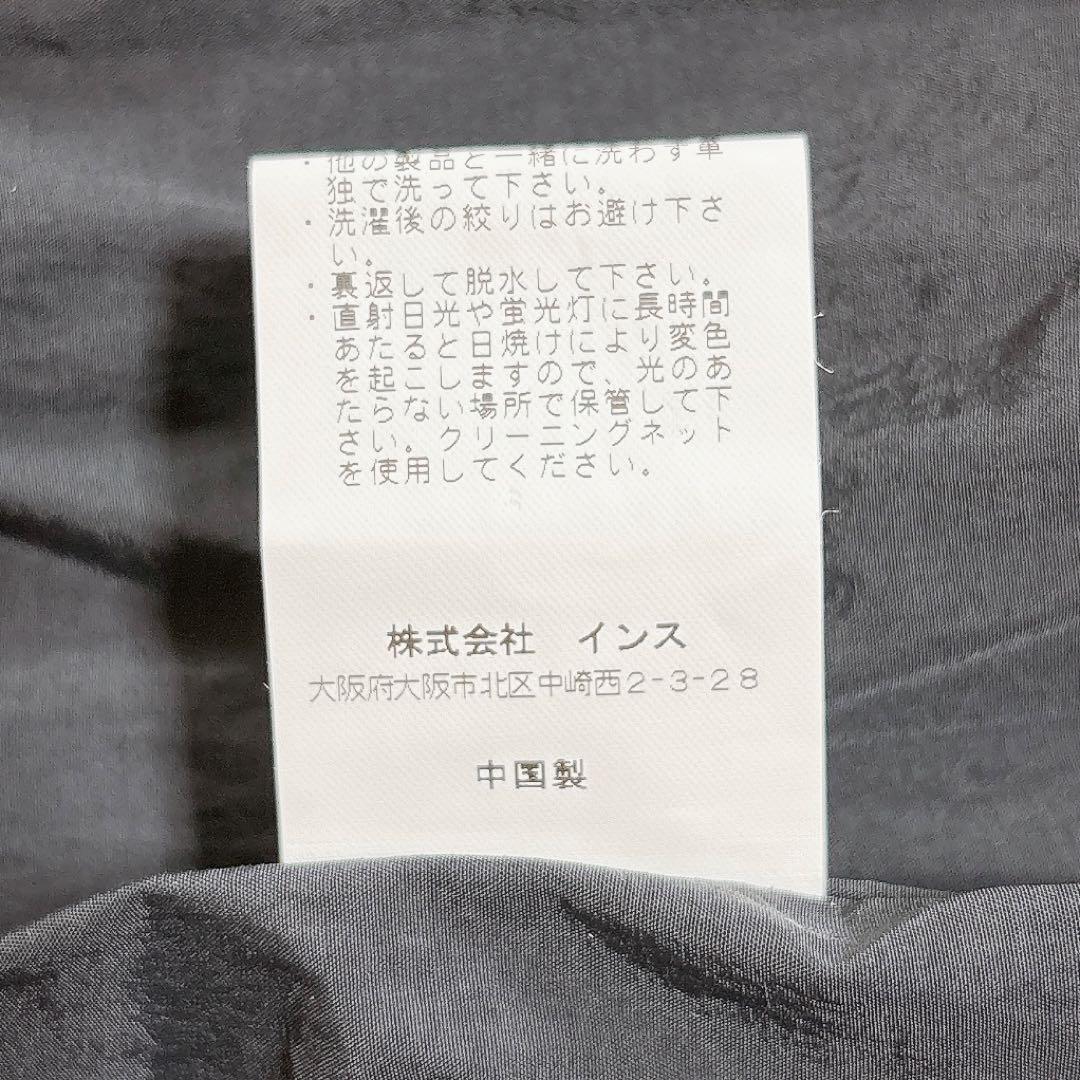 ・他の製品と一緒に洗わず単
独で洗って下さい。
・洗濯後の絞りはお避け下さ
い。
・裏返して脱水して下さい。
・直射日光や蛍光灯に長時間
あたると日焼けにより変色
を起こしますので、光のあ
たらない場所で保管して下
さい。クリーニングネット
を使用してください。
株式会社　インス
大阪府大阪市北区中崎西2-3-28
中国製